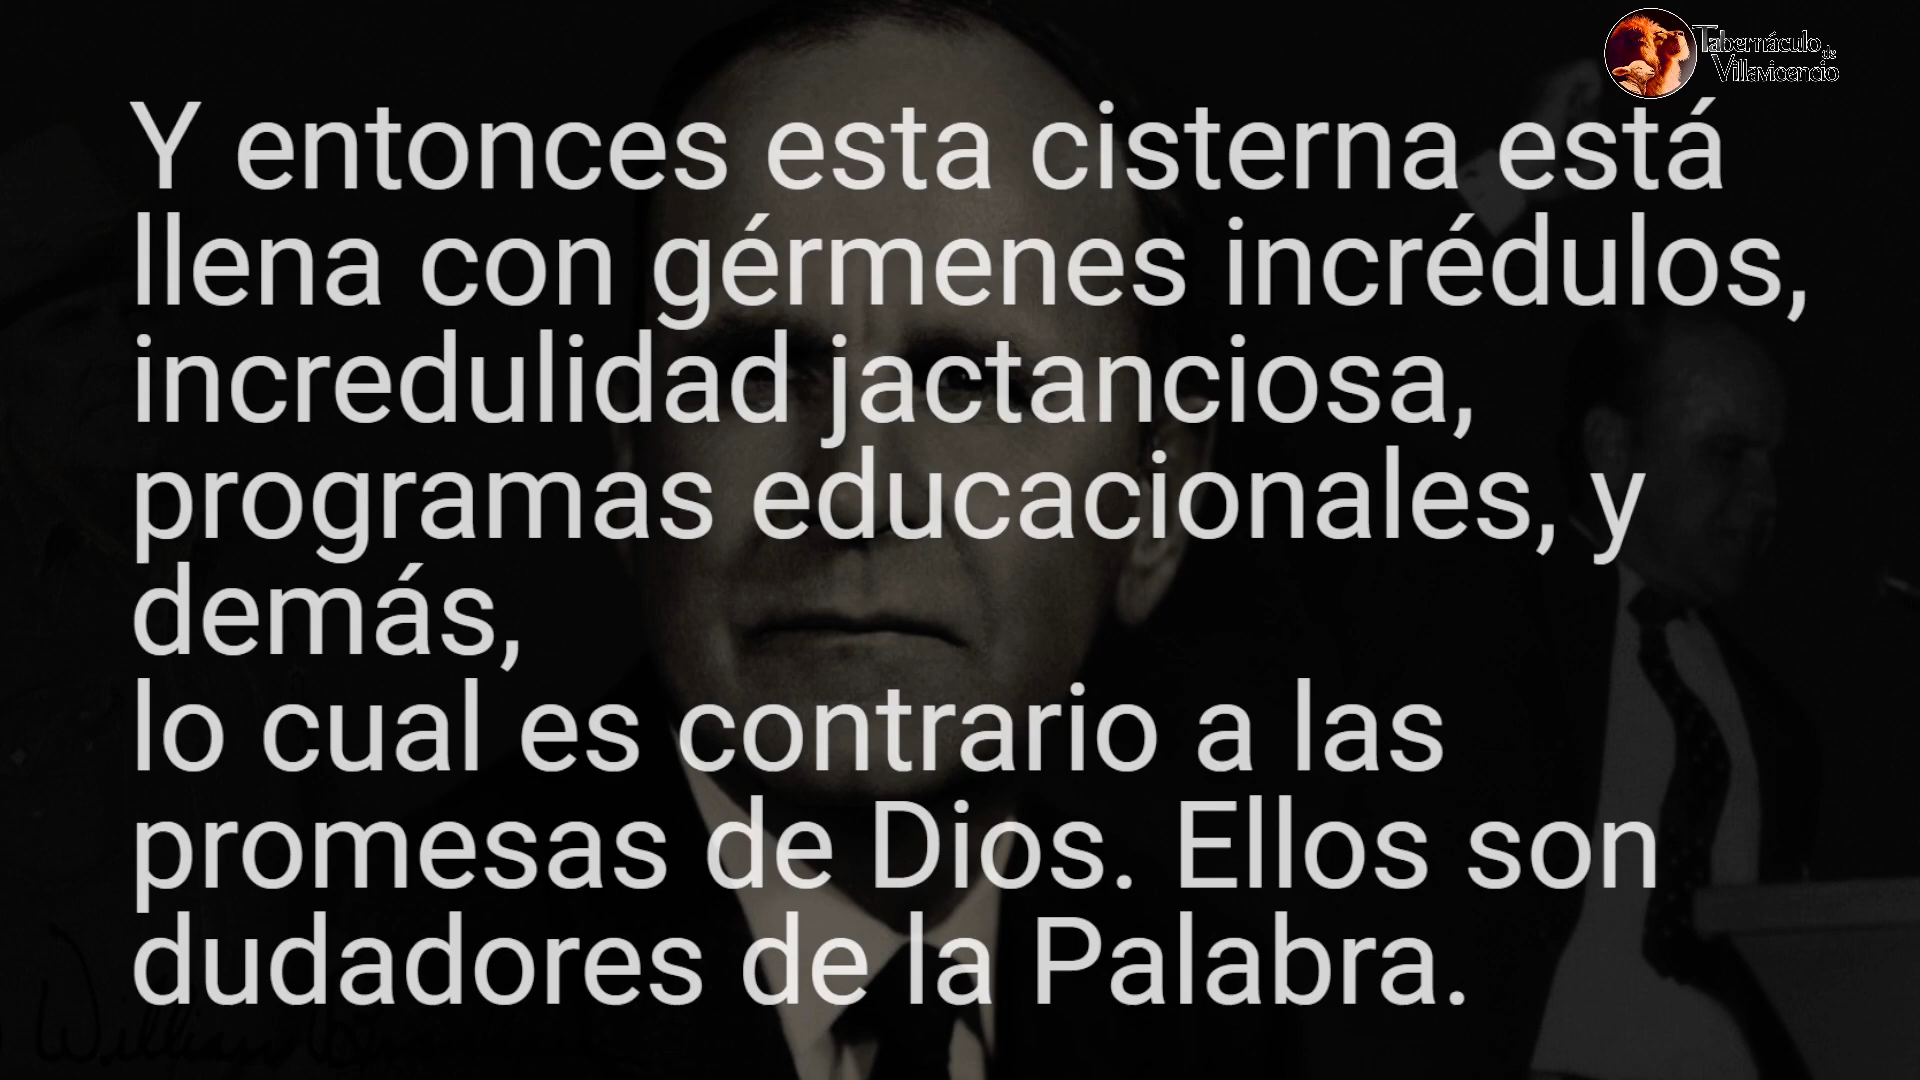 Tabernáculo de
Villavicencio
Y entonces esta cisterna está
llena con gérmenes incrédulos,
incredulidad jactanciosa,
programas educacionales, y
demás,
lo cual es contrario a las
promesas de Dios. Ellos son
dudadores de la Palabra.
William